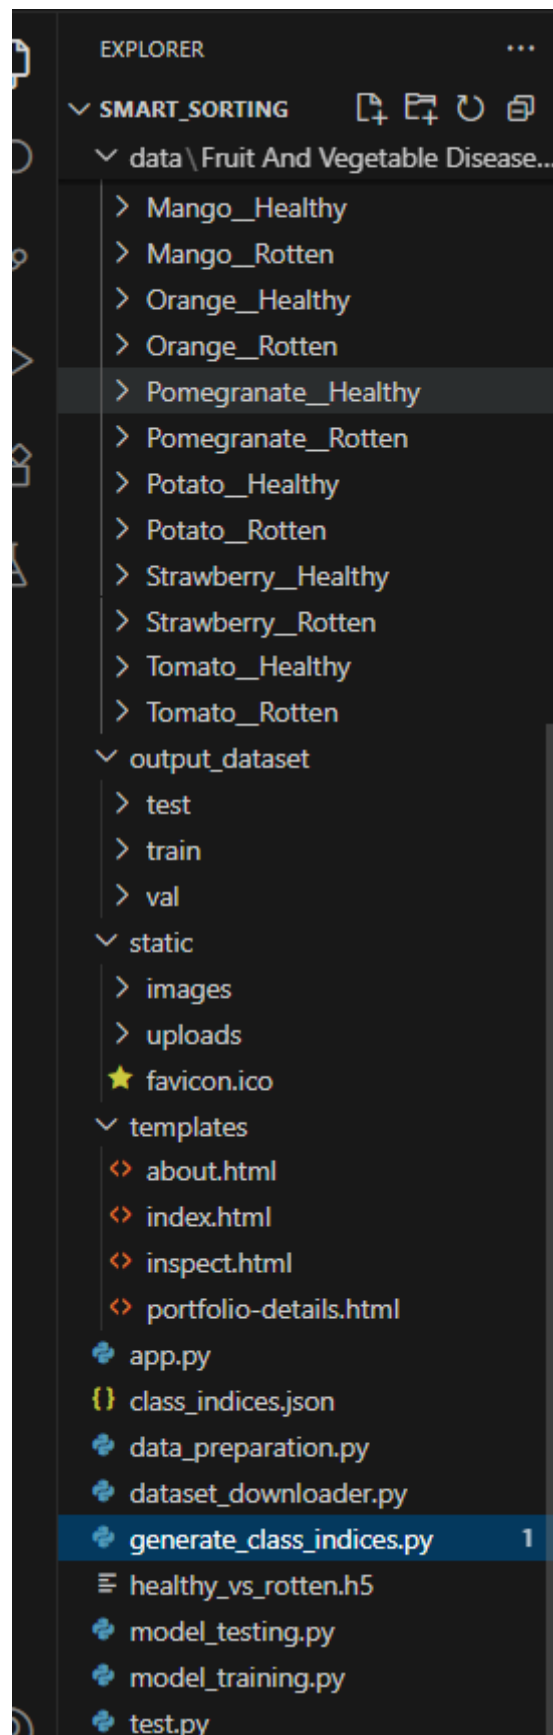 EXPLORER
SMART_SORTING
data\Fruit And Vegetable Disease...
Mango__Healthy
Mango__Rotten
Orange__Healthy
Orange__Rotten
Pomegranate__Healthy
Pomegranate__Rotten
Potato__Healthy
Potato__Rotten
Strawberry__Healthy
Strawberry__Rotten
Tomato__Healthy
Tomato__Rotten
output_dataset
test
train
val
static
images
uploads
favicon.ico
templates
about.html
index.html
inspect.html
portfolio-details.html
app.py
class_indices.json
data_preparation.py
dataset_downloader.py
generate_class_indices.py 1
healthy_vs_rotten.h5
model_testing.py
model_training.py
test.py